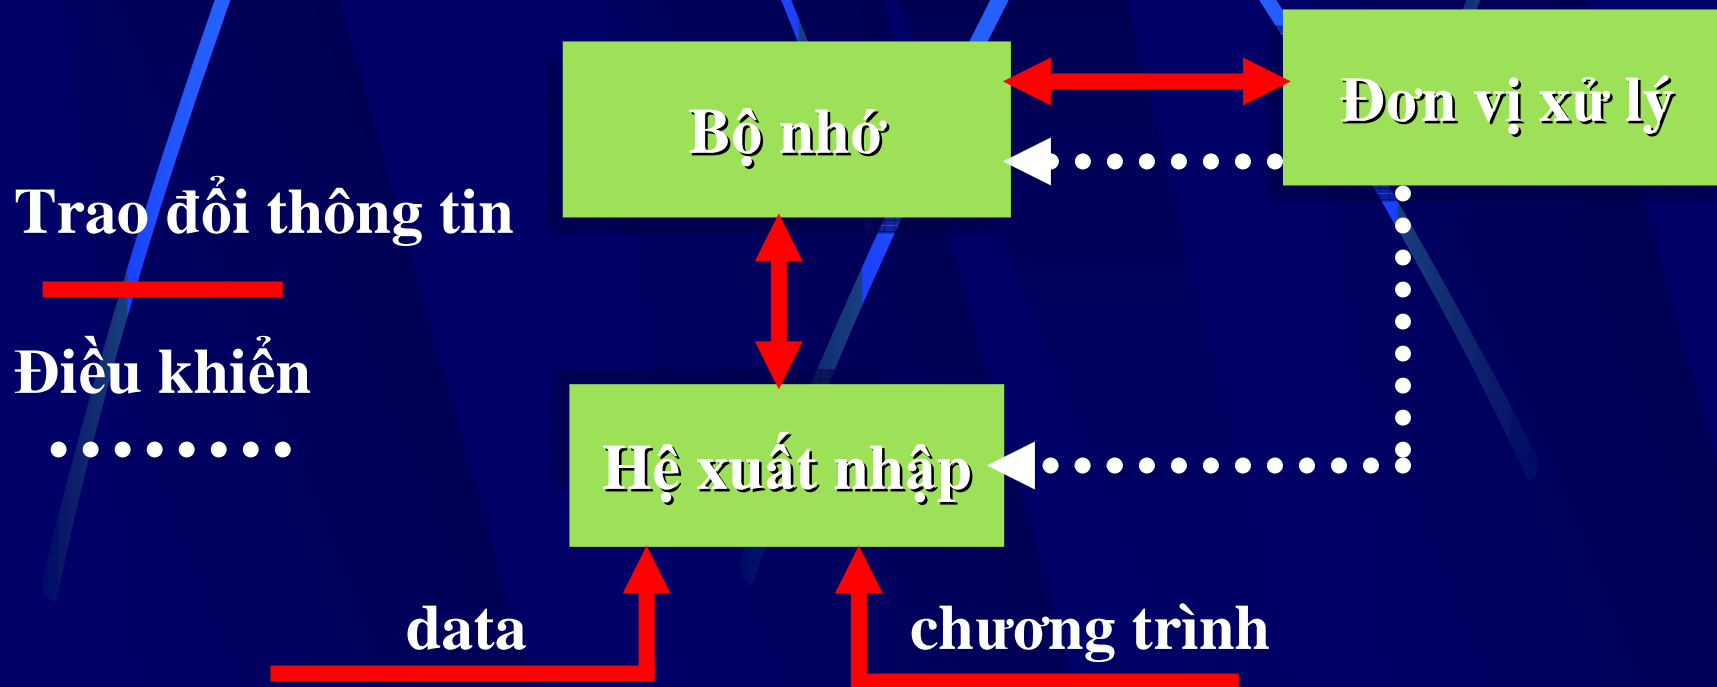 Bộ nhớ
Đơn vị xử lý
Trao đổi thông tin
Điều khiển
Hệ xuất nhập
data
chương trình